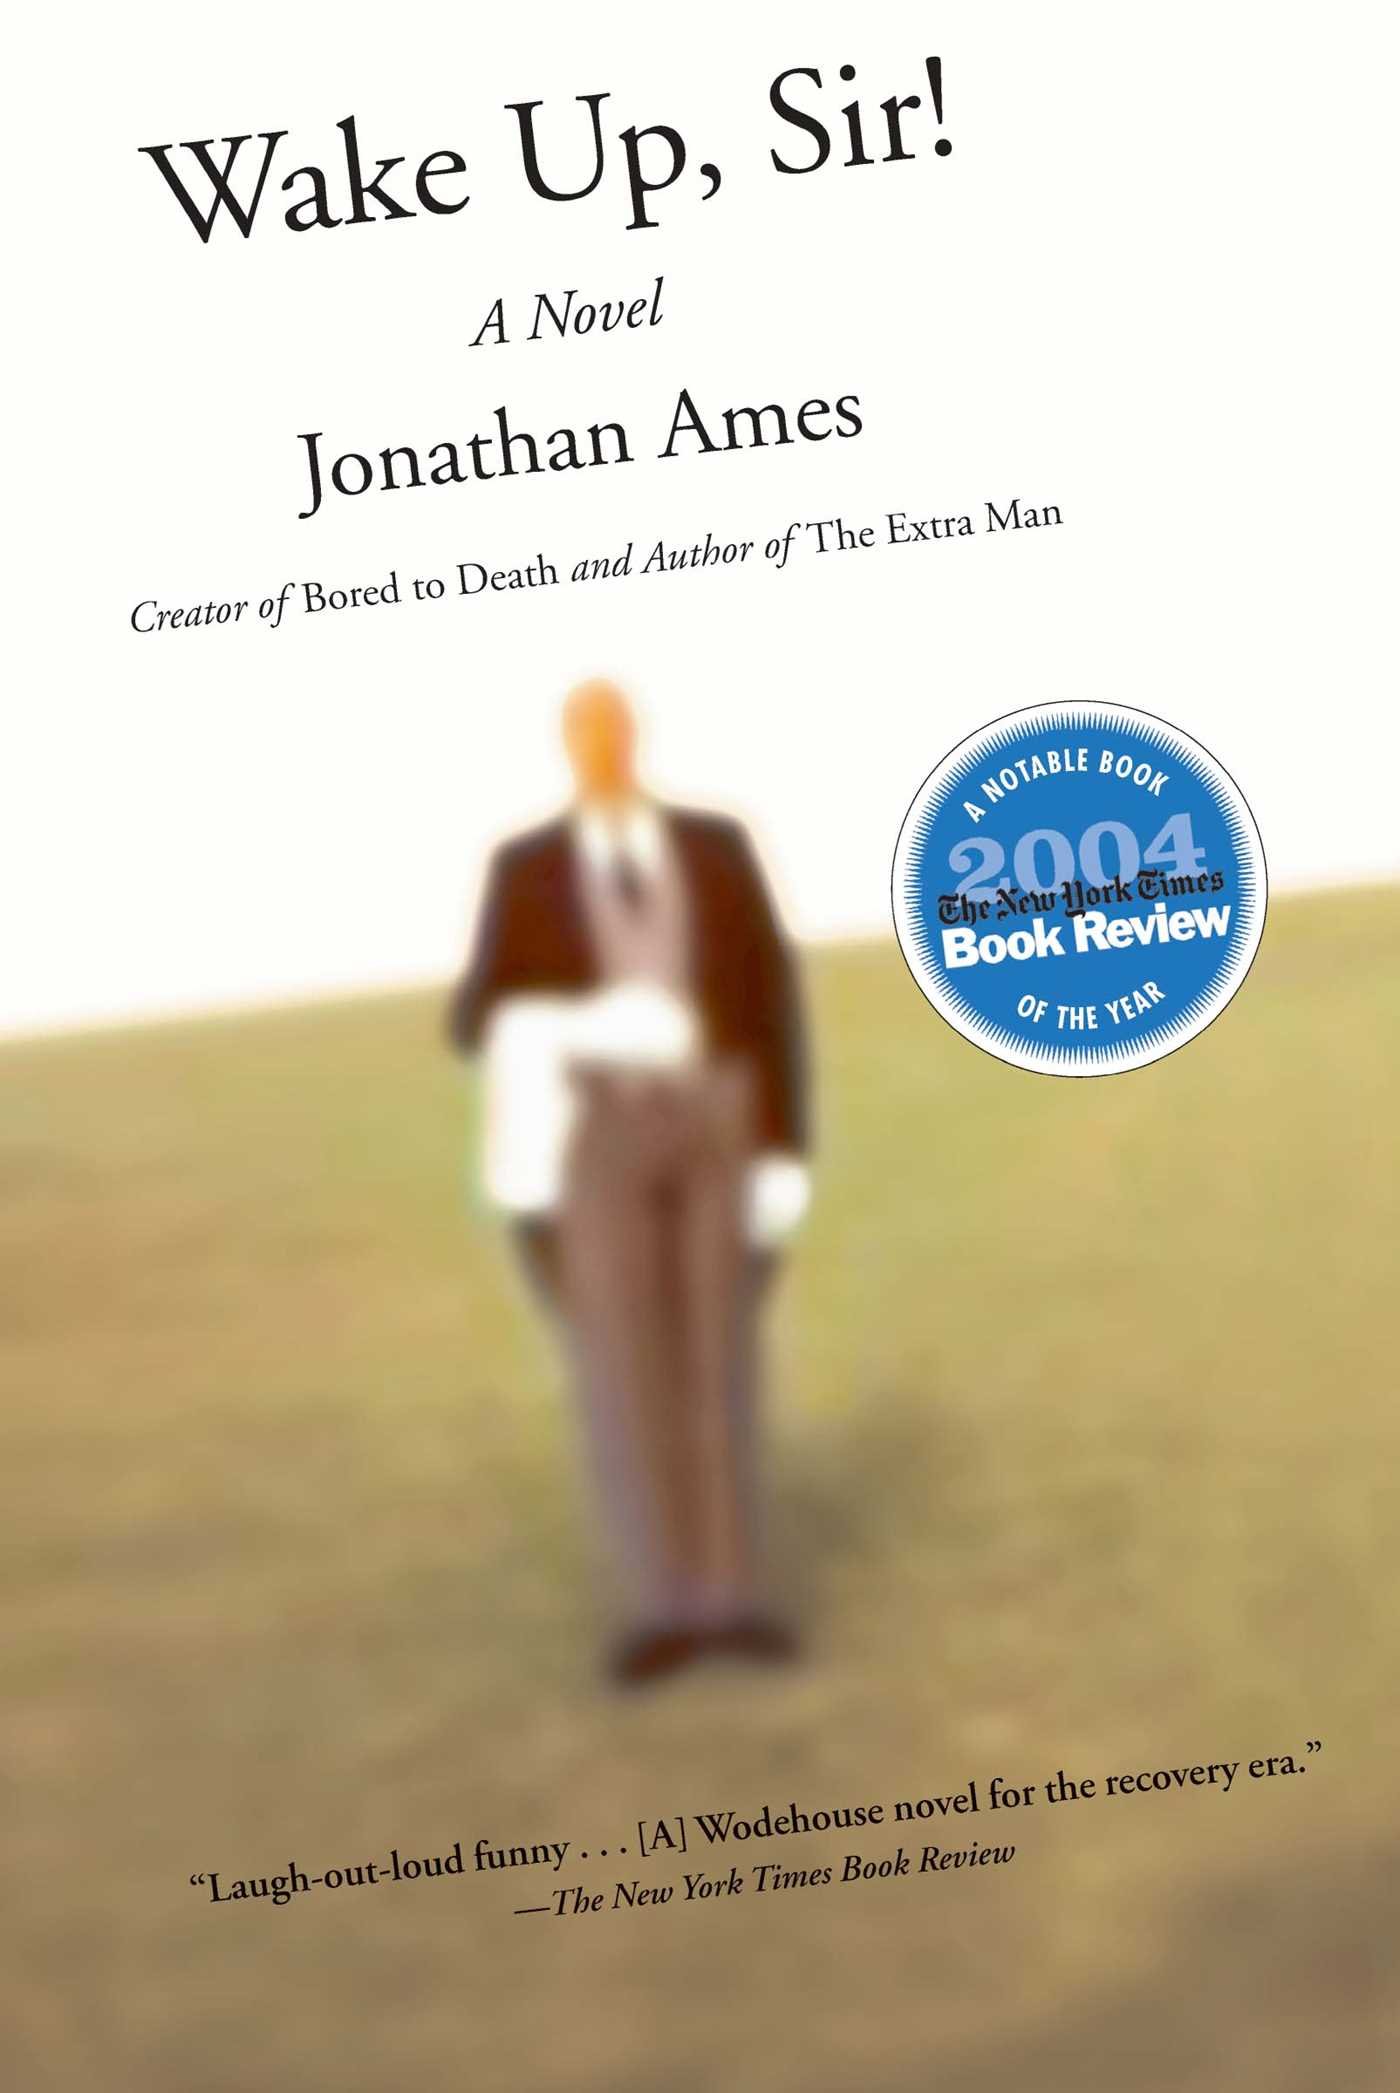 Wake Up, Sir!
A Novel
Jonathan Ames
Creator of Bored to Death and Author of The Extra Man
A NOTABLE BOOK
2004
The New York Times
Book Review
OF THE YEAR
“Laugh-out-loud funny . . . [A] Wodehouse novel for the recovery era.”
—The New York Times Book Review